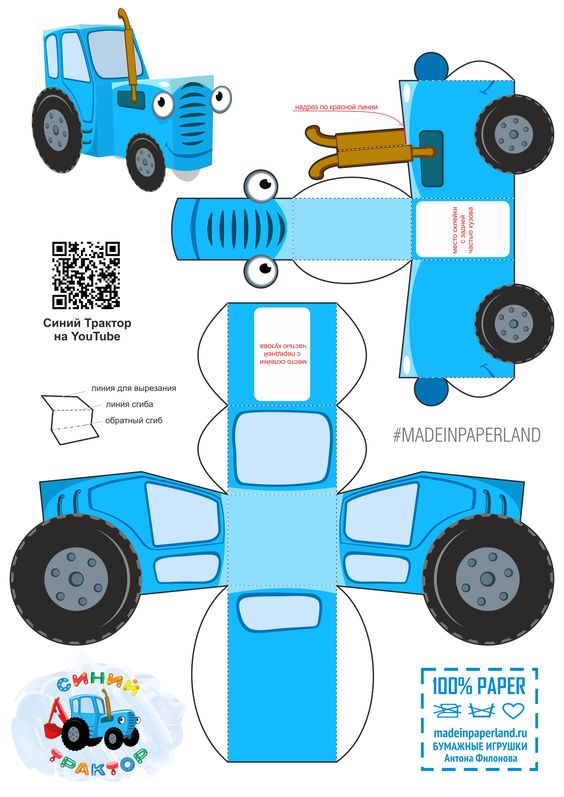 надрез по красной линии
место склейки
с задней
частью кузова
Синий Трактор
на YouTube
место склейки
с передней
частью кузова
линия для вырезания
линия сгиба
обратный сгиб
#MADEINPAPERLAND
СИНИЙ
ТРАКТОР
100% PAPER
madeinpaperland.ru
БУМАЖНЫЕ ИГРУШКИ
Антона Филонова